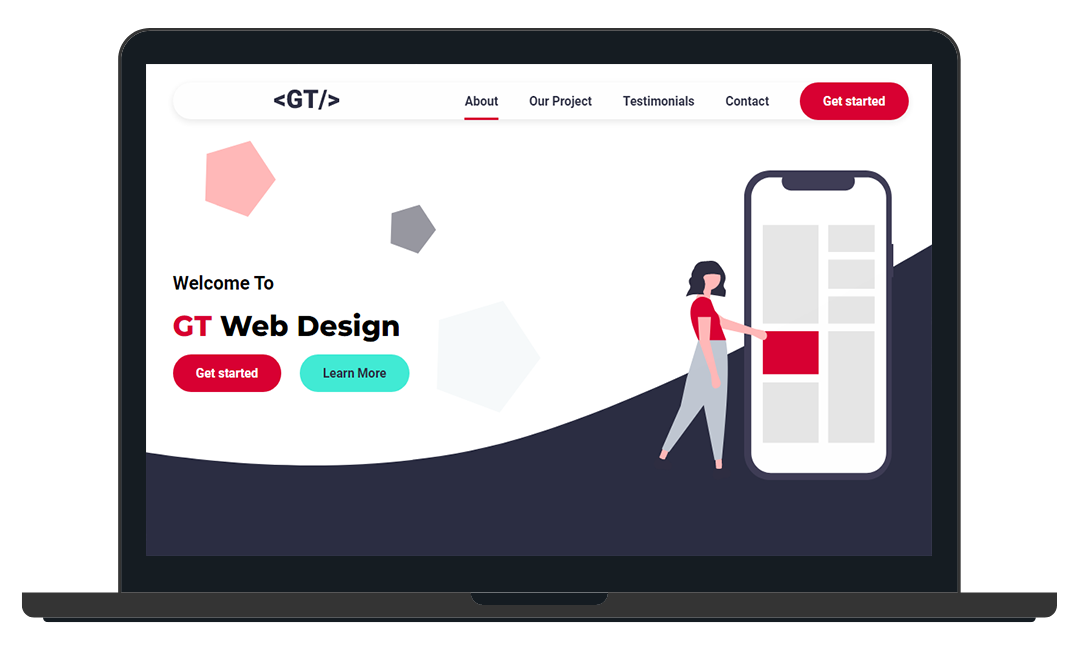 <GT/>
About
Our Project
Testimonials
Contact
Get started
Welcome To
GT Web Design
Get started
Learn More